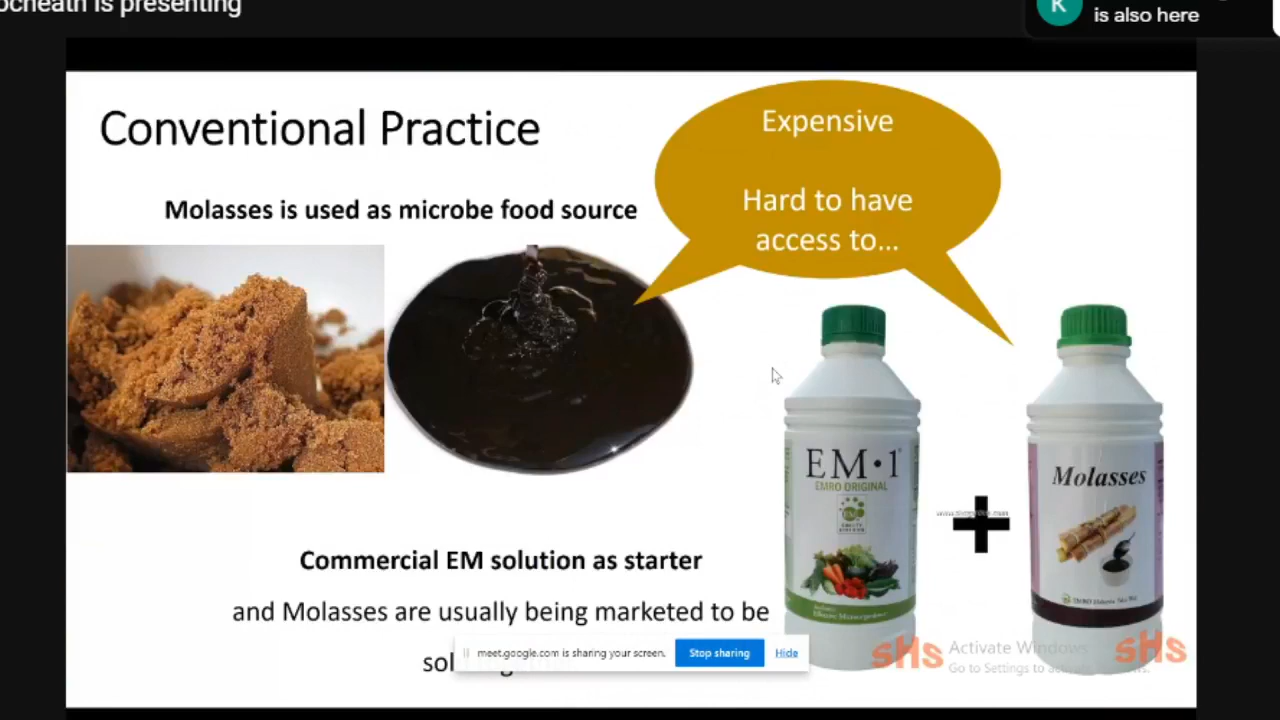 is presenting
K
is also here
Conventional Practice
Expensive
Hard to have
access to...
Molasses is used as microbe food source
EM•1
EMRO ORIGINAL
Molasses
Commercial EM solution as starter
and Molasses are usually being marketed to be
meet.google.com is sharing your screen.
Stop sharing
Hide
SHS
Activate Windows
Go to Settings to activate Windows.
SHS